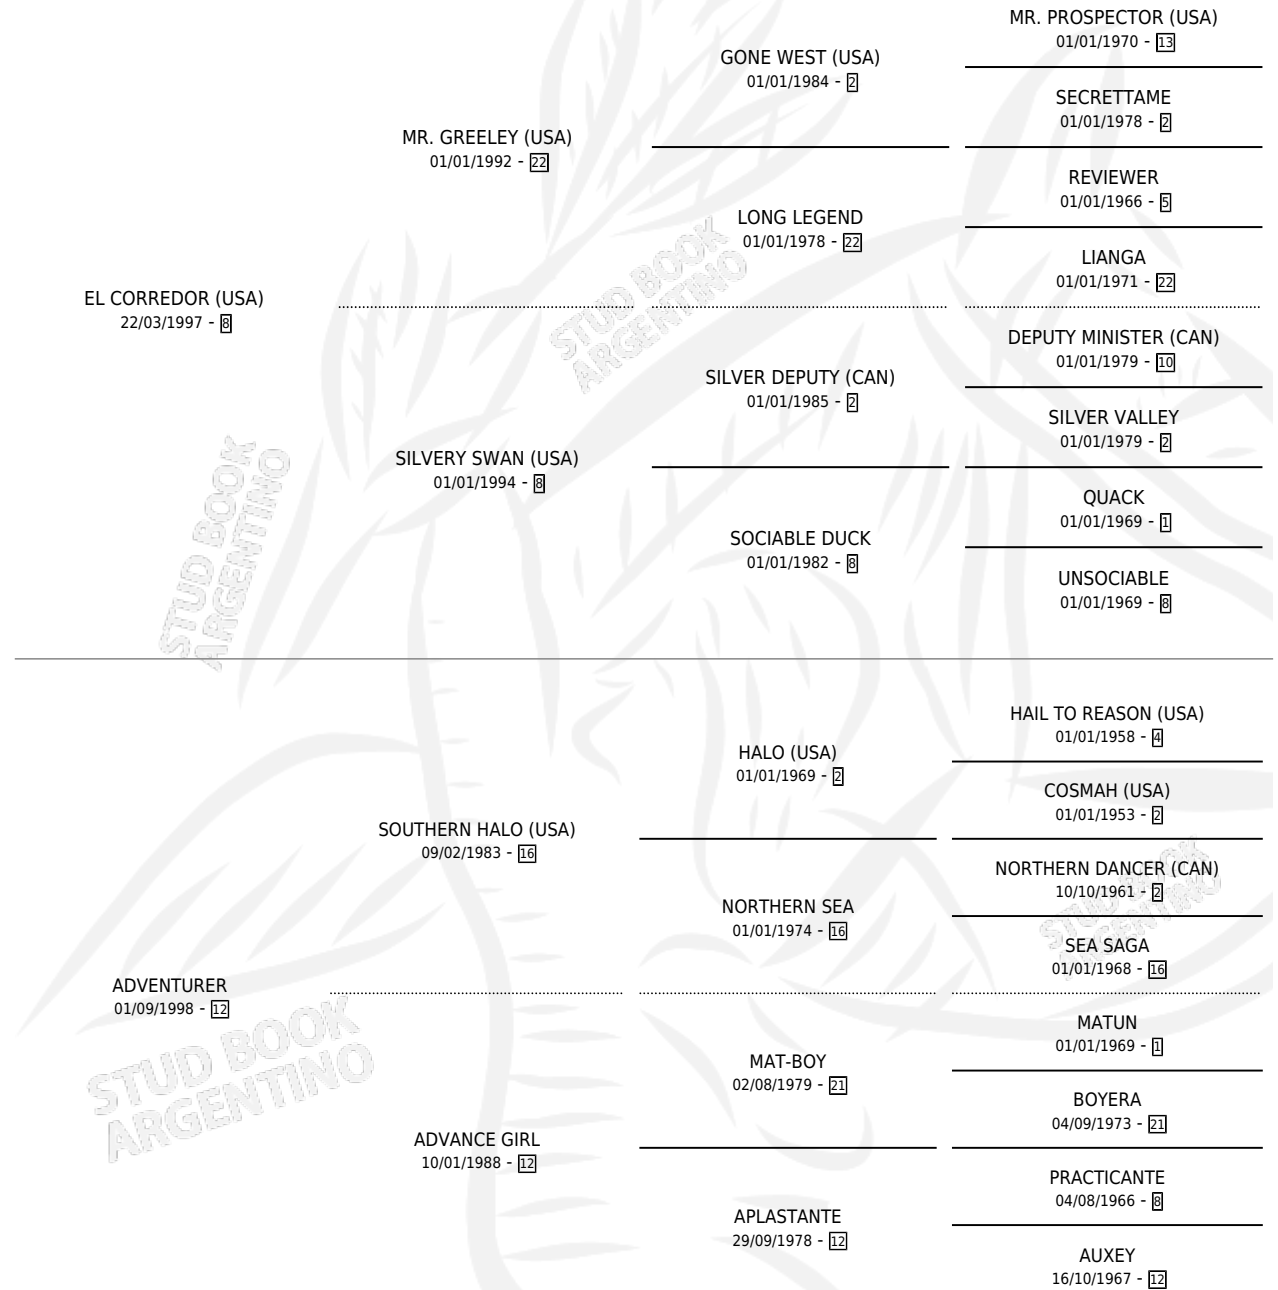 MR. PROSPECTOR (USA)
01/01/1970 - 13
GONE WEST (USA)
01/01/1984 - 2
SECRETTAME
01/01/1978 - 2
MR. GREELEY (USA)
01/01/1992 - 22
REVIEWER
01/01/1966 - 5
LONG LEGEND
01/01/1978 - 22
LIANGA
01/01/1971 - 22
EL CORREDOR (USA)
22/03/1997 - 8
DEPUTY MINISTER (CAN)
01/01/1979 - 10
SILVER DEPUTY (CAN)
01/01/1985 - 2
SILVER VALLEY
01/01/1979 - 2
SILVERY SWAN (USA)
01/01/1994 - 8
QUACK
01/01/1969 - 1
SOCIABLE DUCK
01/01/1982 - 8
UNSOCIABLE
01/01/1969 - 8
HAIL TO REASON (USA)
01/01/1958 - 4
HALO (USA)
01/01/1969 - 2
COSMAH (USA)
01/01/1953 - 2
SOUTHERN HALO (USA)
09/02/1983 - 16
NORTHERN DANCER (CAN)
10/10/1961 - 2
NORTHERN SEA
01/01/1974 - 16
SEA SAGA
01/01/1968 - 16
ADVENTURER
01/09/1998 - 12
MATUN
01/01/1969 - 1
MAT-BOY
02/08/1979 - 21
BOYERA
04/09/1973 - 21
ADVANCE GIRL
10/01/1988 - 12
PRACTICANTE
04/08/1966 - 8
APLASTANTE
29/09/1978 - 12
AUXEY
16/10/1967 - 12
STUD BOOK
ARGENTINO
STUD BOOK
ARGENTINO
STUD BOOK
ARGENTINO
STUD BOOK
ARGENTINO